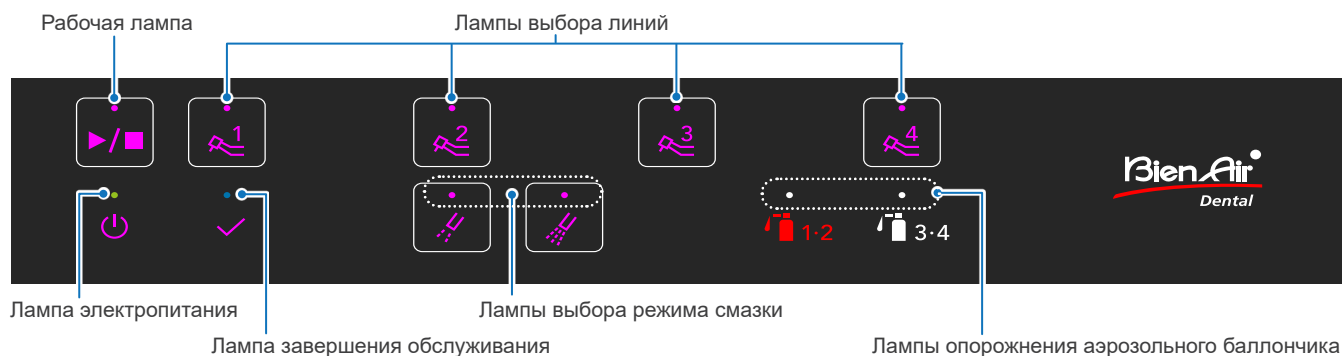 Рабочая лампа
Лампы выбора линий
1
2
3
4
Bien Air
Dental
1·2
3·4
Лампа электропитания
Лампы выбора режима смазки
Лампа завершения обслуживания
Лампы опорожнения аэрозольного баллончика